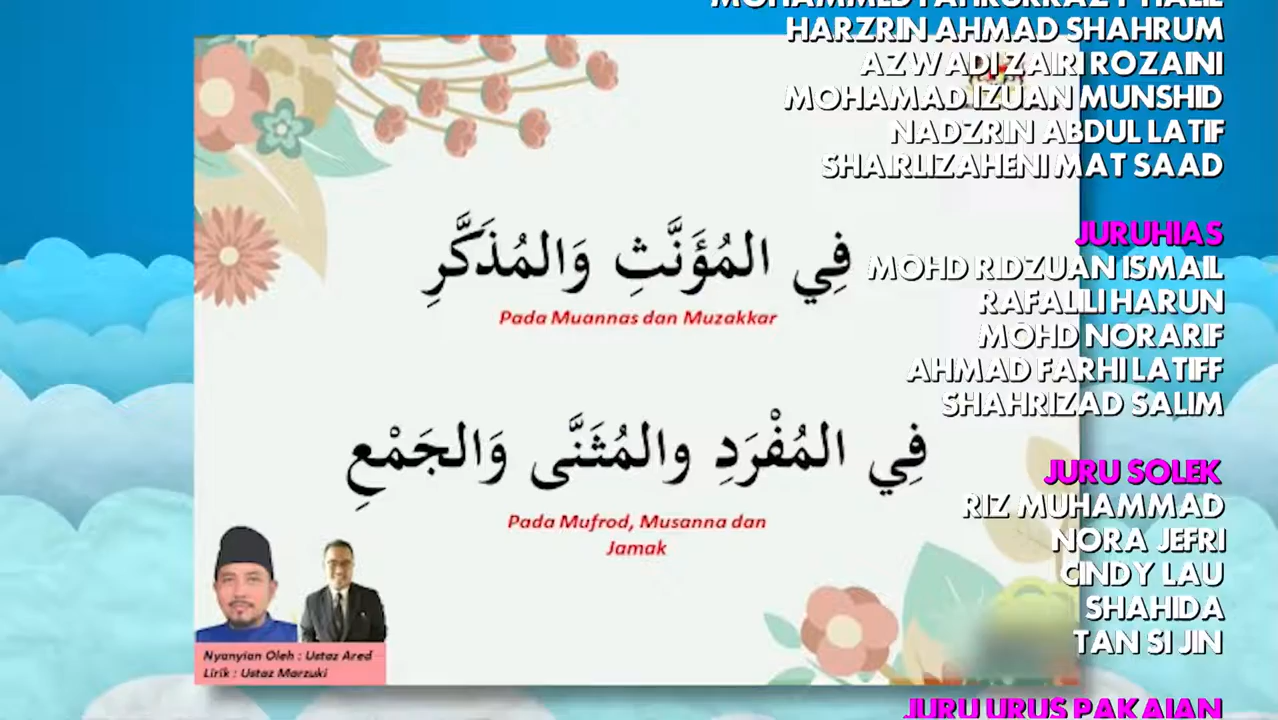 HARZRIN AHMAD SHAHRUM
AZWADI ZAIRI ROZAINI
MOHAMAD IZUAN MUNSHID
NADZRIN ABDUL LATIF
SHAIRLIZAHENI MAT SAAD
JURUHIAS
MOHD RIDZUAN ISMAIL
RAFALILI HARUN
MOHD NORARIF
AHMAD FARHI LATIFF
SHAHRIZAD SALIM
JURU SOLEK
RIZ MUHAMMAD
NORA JEFRI
CINDY LAU
SHAHIDA
TAN SI JIN
JURU URUS PAKAIAN
فِي المُؤَنَّثِ وَالمُذَكَّرِ
Pada Muannas dan Muzakkar
فِي المُفْرَدِ والمُثَنَّى وَالجَمْعِ
Pada Mufrod, Musanna dan
Jamak
Nyanyian Oleh : Ustaz Ared
Lirik : Ustaz Marzuki